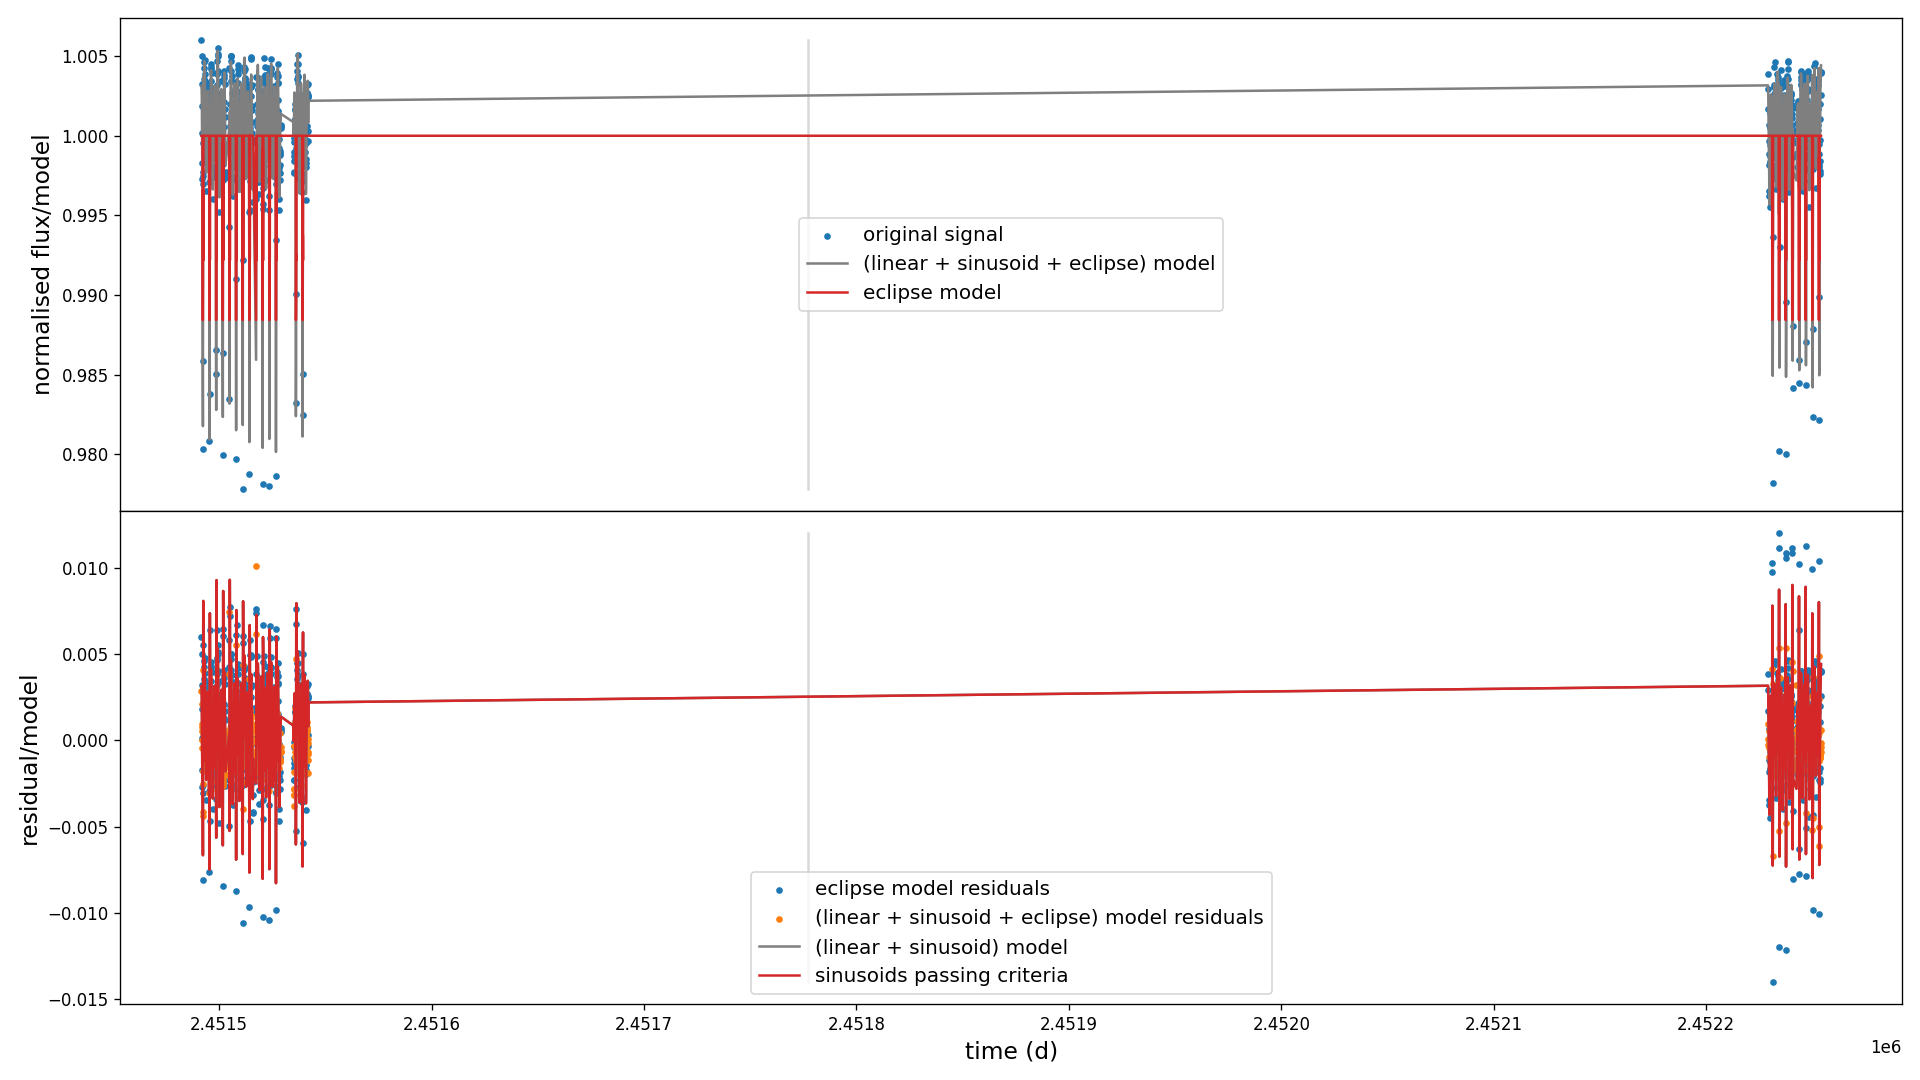 1.005
1.000
0.995
0.990
0.985
0.980
normalised flux/model
original signal
(linear + sinusoid + eclipse) model
eclipse model
0.010
0.005
0.000
−0.005
−0.010
−0.015
residual/model
eclipse model residuals
(linear + sinusoid + eclipse) model residuals
(linear + sinusoid) model
sinusoids passing criteria
2.4515 2.4516 2.4517 2.4518 2.4519 2.4520 2.4521 2.4522
1e6
time (d)